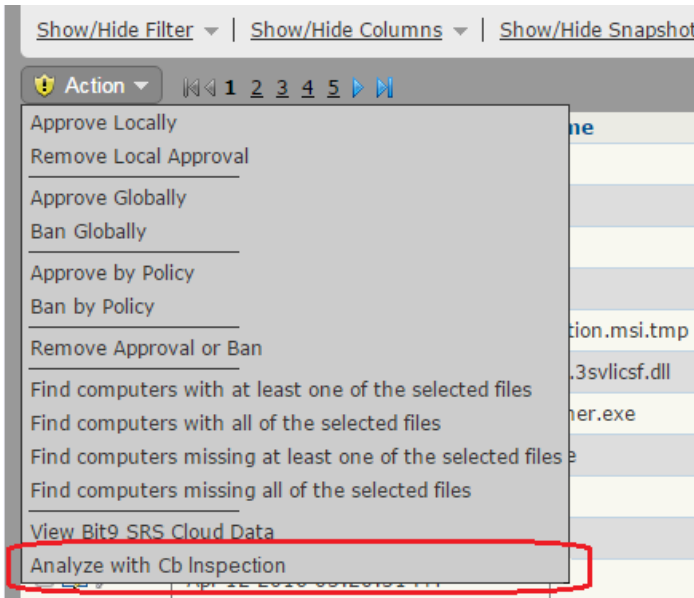 Show/Hide Filter | Show/Hide Columns | Show/Hide Snapshot
Action 1 2 3 4 5
me
Approve Locally
Remove Local Approval
Approve Globally
Ban Globally
Approve by Policy
Ban by Policy
tion.msi.tmp
Remove Approval or Ban
.3svlicsf.dll
Find computers with at least one of the selected files
Find computers with all of the selected files
ner.exe
Find computers missing at least one of the selected files
Find computers missing all of the selected files
View Bit9 SRS Cloud Data
Analyze with Cb Inspection